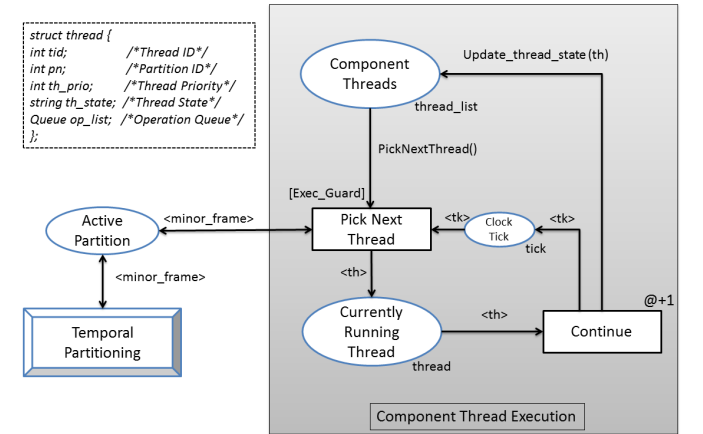 struct thread {
int tid; /*Thread ID*/
int pn; /*Partition ID*/
int th_prio; /*Thread Priority*/
string th_state; /*Thread State*/
Queue op_list; /*Operation Queue*/
};
Component
Threads
thread_list
Update_thread_state(th)
PickNextThread()
[Exec_Guard]
Active
Partition
<minor_frame>
Pick Next
Thread
<tk>
Clock
Tick
tick
<tk>
<minor_frame>
<th>
@+1
Temporal
Partitioning
Currently
Running
Thread
thread
<th>
Continue
Component Thread Execution